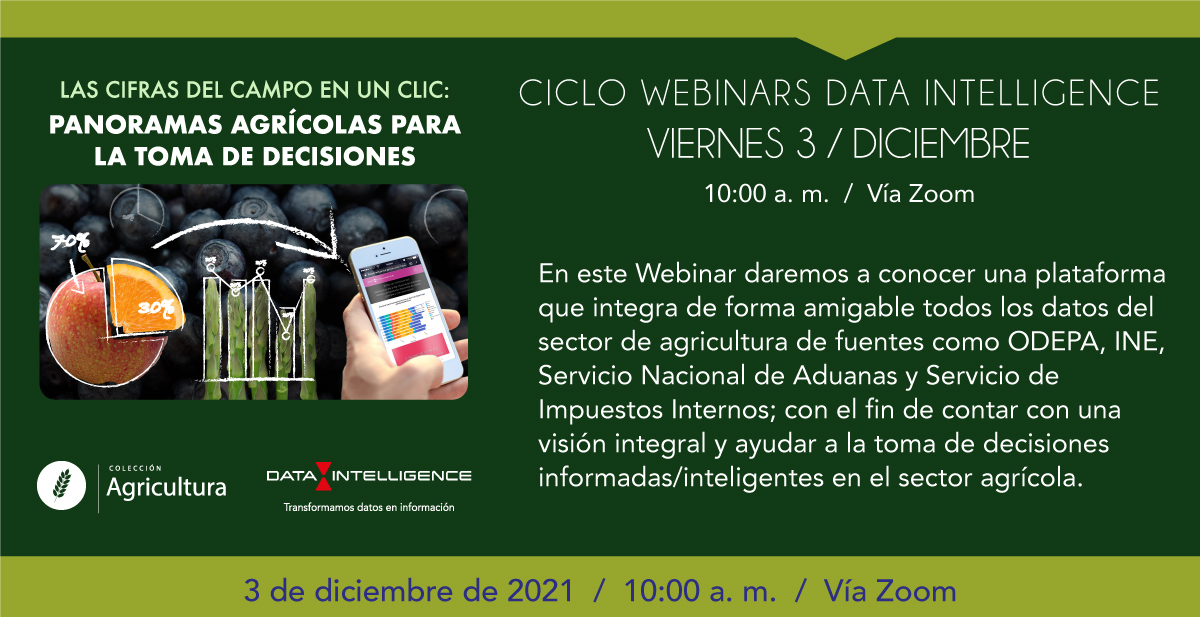 LAS CIFRAS DEL CAMPO EN UN CLIC:
PANORAMAS AGRÍCOLAS PARA
LA TOMA DE DECISIONES
70%
30%
COLECCIÓN
Agricultura
DATA INTELLIGENCE
Transformamos datos en información
CICLO WEBINARS DATA INTELLIGENCE
VIERNES 3 / DICIEMBRE
10:00 a. m. / Vía Zoom
En este Webinar daremos a conocer una plataforma
que integra de forma amigable todos los datos del
sector de agricultura de fuentes como ODEPA, INE,
Servicio Nacional de Aduanas y Servicio de
Impuestos Internos; con el fin de contar con una
visión integral y ayudar a la toma de decisiones
informadas/inteligentes en el sector agrícola.
3 de diciembre de 2021 / 10:00 a. m. / Vía Zoom